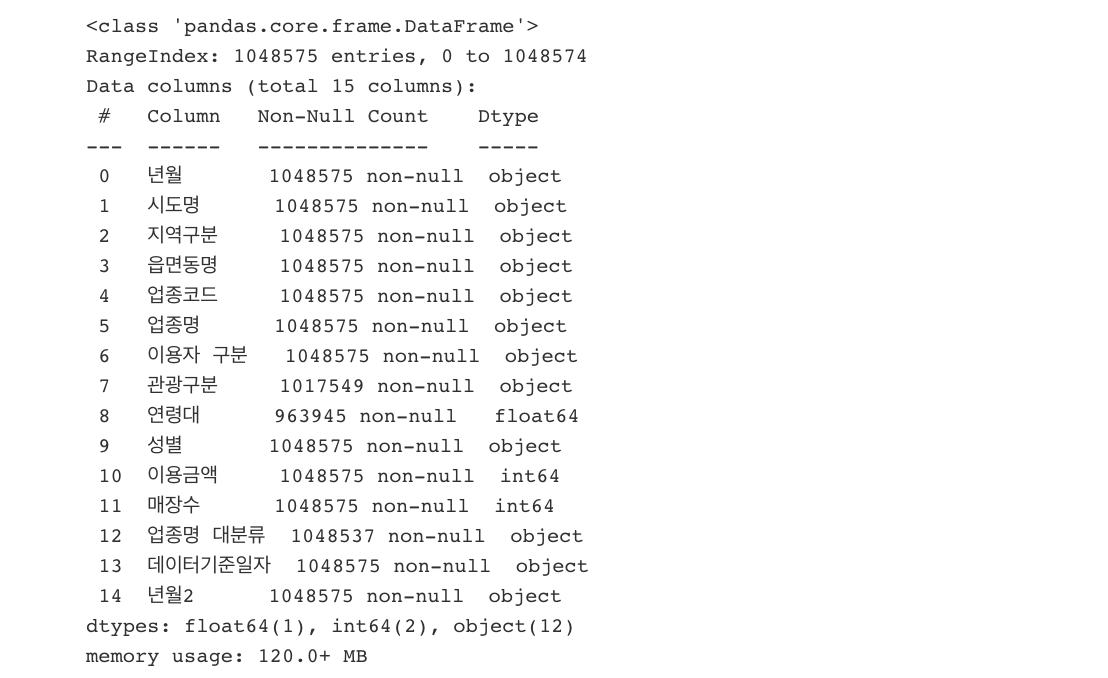 <class 'pandas.core.frame.DataFrame'>
RangeIndex: 1048575 entries, 0 to 1048574
Data columns (total 15 columns):
 #   Column   Non-Null Count    Dtype
---  ------   --------------    -----
 0   년월       1048575 non-null  object
 1   시도명      1048575 non-null  object
 2   지역구분     1048575 non-null  object
 3   읍면동명     1048575 non-null  object
 4   업종코드     1048575 non-null  object
 5   업종명      1048575 non-null  object
 6   이용자 구분   1048575 non-null  object
 7   관광구분     1017549 non-null  object
 8   연령대      963945 non-null   float64
 9   성별       1048575 non-null  object
 10  이용금액     1048575 non-null  int64
 11  매장수      1048575 non-null  int64
 12  업종명 대분류  1048537 non-null  object
 13  데이터기준일자  1048575 non-null  object
 14  년월2      1048575 non-null  object
dtypes: float64(1), int64(2), object(12)
memory usage: 120.0+ MB